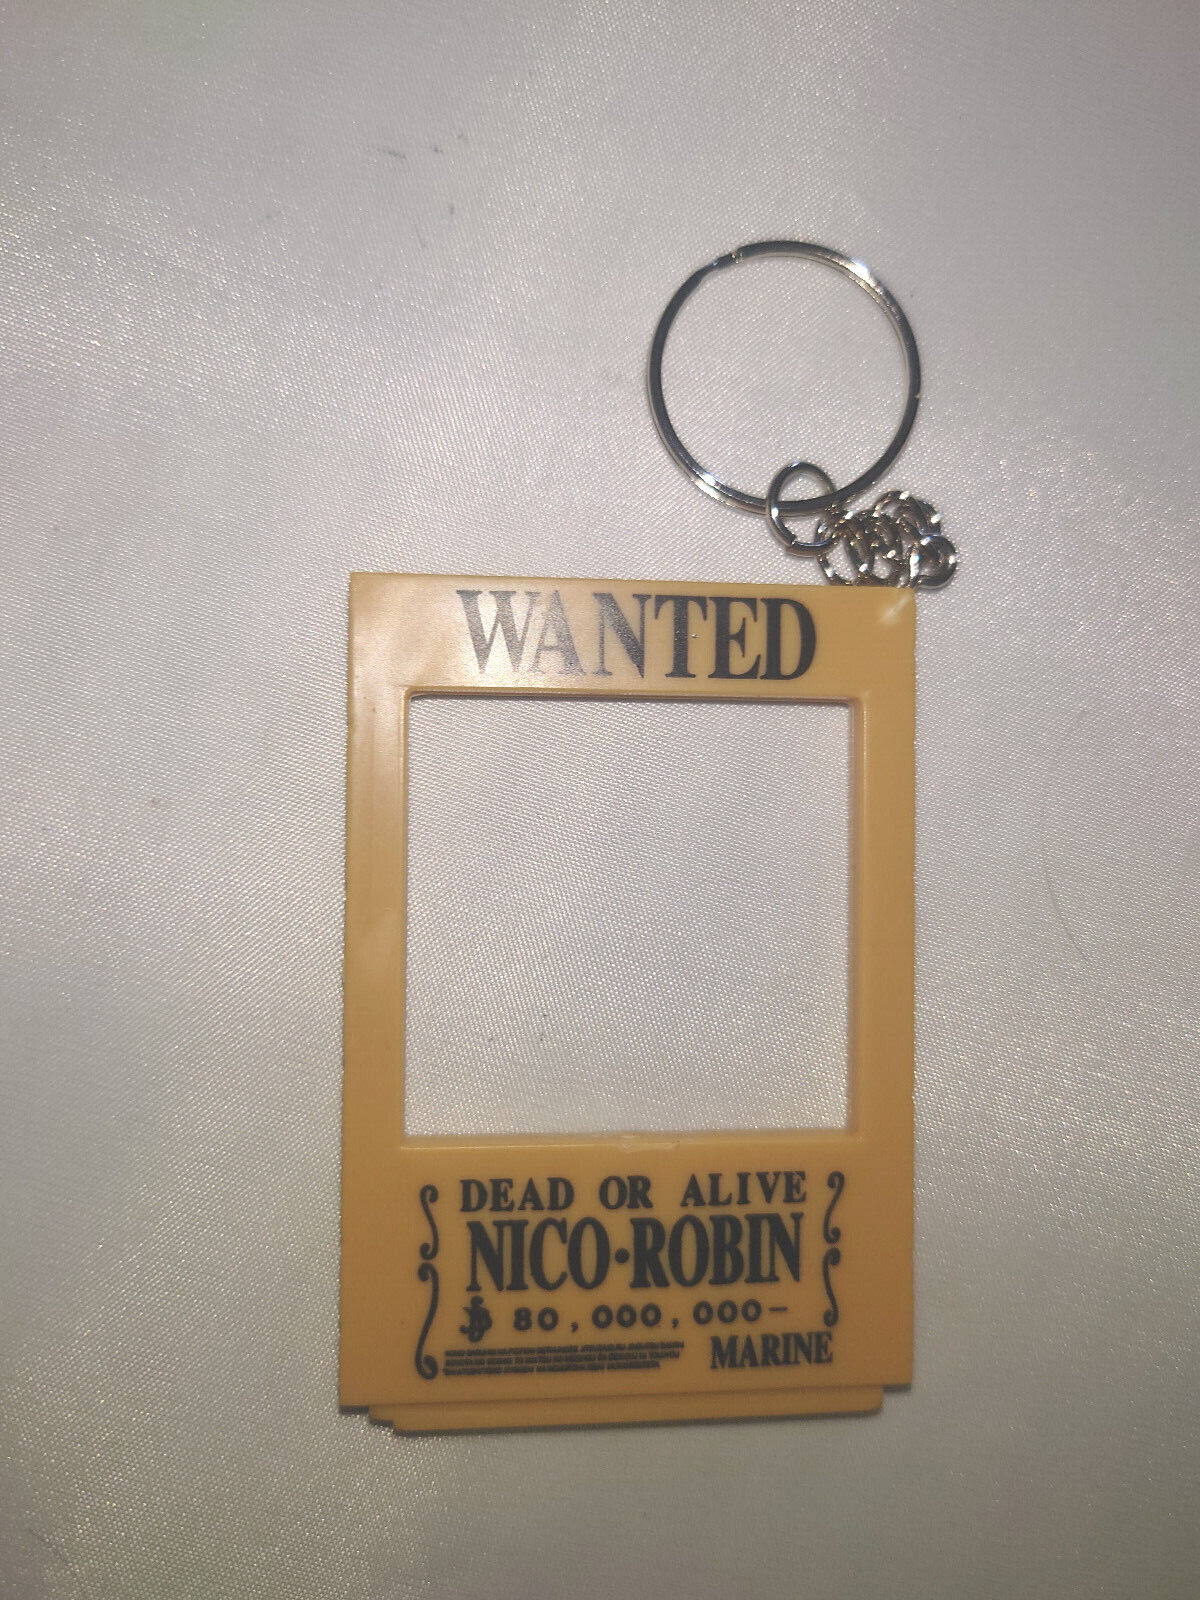 WANTED
DEAD OR ALIVE
NICO·ROBIN
80,000,000-
MARINE